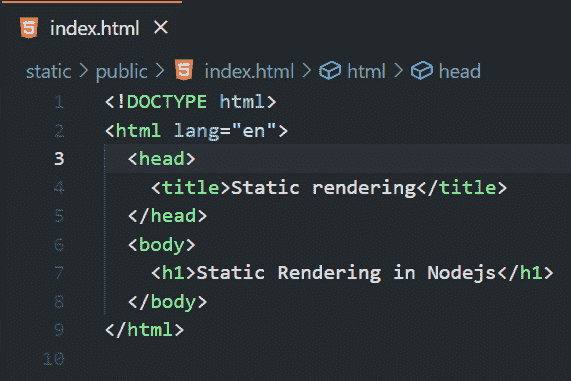 index.html
static > public > index.html > html > head
1 <!DOCTYPE html>
2 <html lang="en">
3   <head>
4     <title>Static rendering</title>
5   </head>
6   <body>
7     <h1>Static Rendering in Nodejs</h1>
8   </body>
9 </html>
10